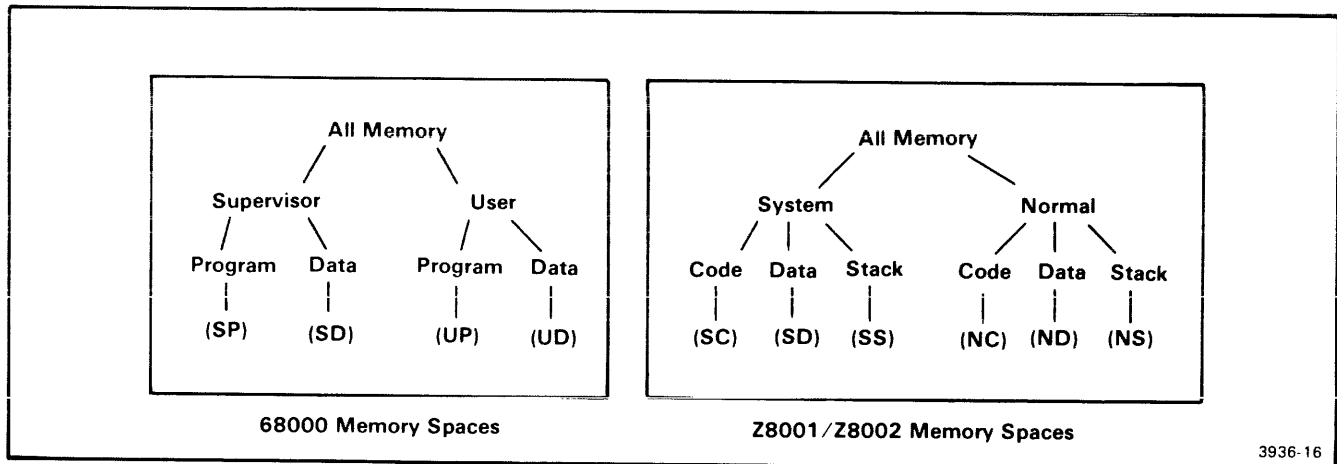 All Memory
Supervisor User
Program Data Program Data
(SP) (SD) (UP) (UD)
68000 Memory Spaces
All Memory
System Normal
Code Data Stack Code Data Stack
(SC) (SD) (SS) (NC) (ND) (NS)
Z8001/Z8002 Memory Spaces
3936-16